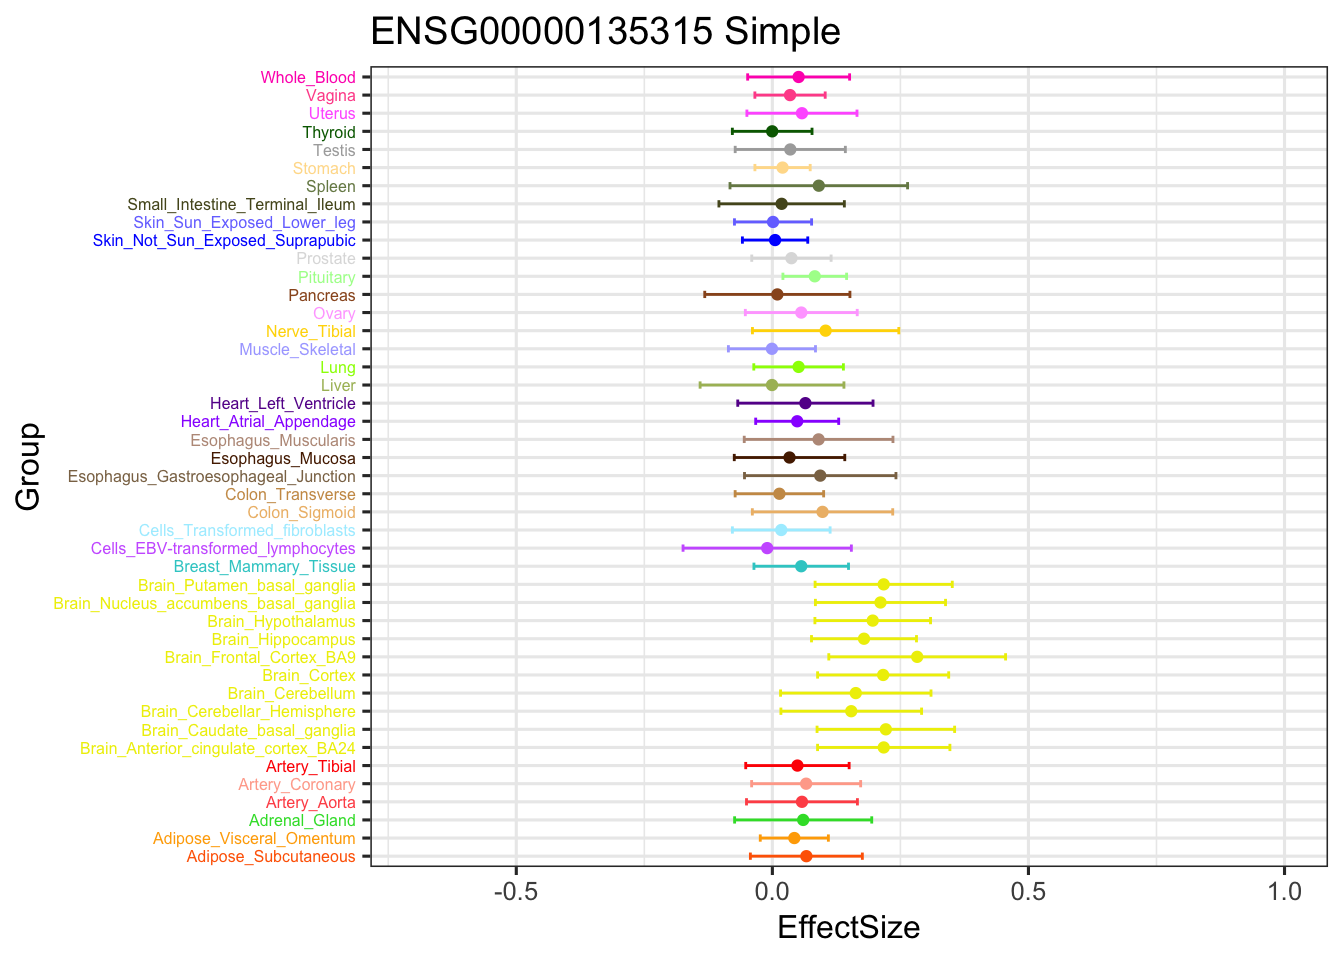 ENSG00000135315 Simple
Whole_Blood
Vagina
Uterus
Thyroid
Testis
Stomach
Spleen
Small_Intestine_Terminal_Ileum
Skin_Sun_Exposed_Lower_leg
Skin_Not_Sun_Exposed_Suprapubic
Prostate
Pituitary
Pancreas
Ovary
Nerve_Tibial
Muscle_Skeletal
Lung
Liver
Heart_Left_Ventricle
Heart_Atrial_Appendage
Esophagus_Muscularis
Esophagus_Mucosa
Esophagus_Gastroesophageal_Junction
Colon_Transverse
Colon_Sigmoid
Cells_Transformed_fibroblasts
Cells_EBV-transformed_lymphocytes
Breast_Mammary_Tissue
Brain_Putamen_basal_ganglia
Brain_Nucleus_accumbens_basal_ganglia
Brain_Hypothalamus
Brain_Hippocampus
Brain_Frontal_Cortex_BA9
Brain_Cortex
Brain_Cerebellum
Brain_Cerebellar_Hemisphere
Brain_Caudate_basal_ganglia
Brain_Anterior_cingulate_cortex_BA24
Artery_Tibial
Artery_Coronary
Artery_Aorta
Adrenal_Gland
Adipose_Visceral_Omentum
Adipose_Subcutaneous
Group
-0.5 0.0 0.5 1.0
EffectSize